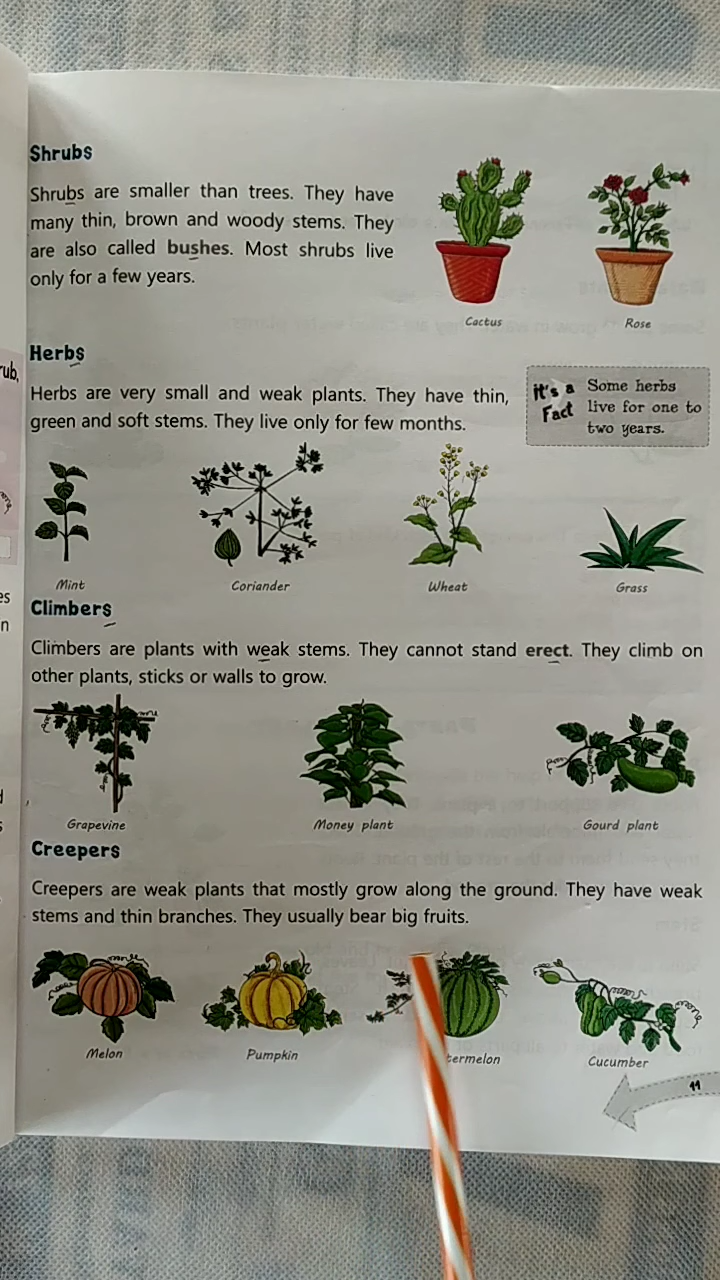 Shrubs
Shrubs are smaller than trees. They have
many thin, brown and woody stems. They
are also called bushes. Most shrubs live
only for a few years.
Cactus
Rose
Herbs
rub,
Herbs are very small and weak plants. They have thin,
green and soft stems. They live only for few months.
it's a
Fact
Some herbs
live for one to
two years.
Mint
Coriander
Wheat
Grass
es
n
Climbers
Climbers are plants with weak stems. They cannot stand erect. They climb on
other plants, sticks or walls to grow.
Grapevine
Money plant
Gourd plant
Creepers
Creepers are weak plants that mostly grow along the ground. They have weak
stems and thin branches. They usually bear big fruits.
Melon
Pumpkin
termelon
Cucumber
11